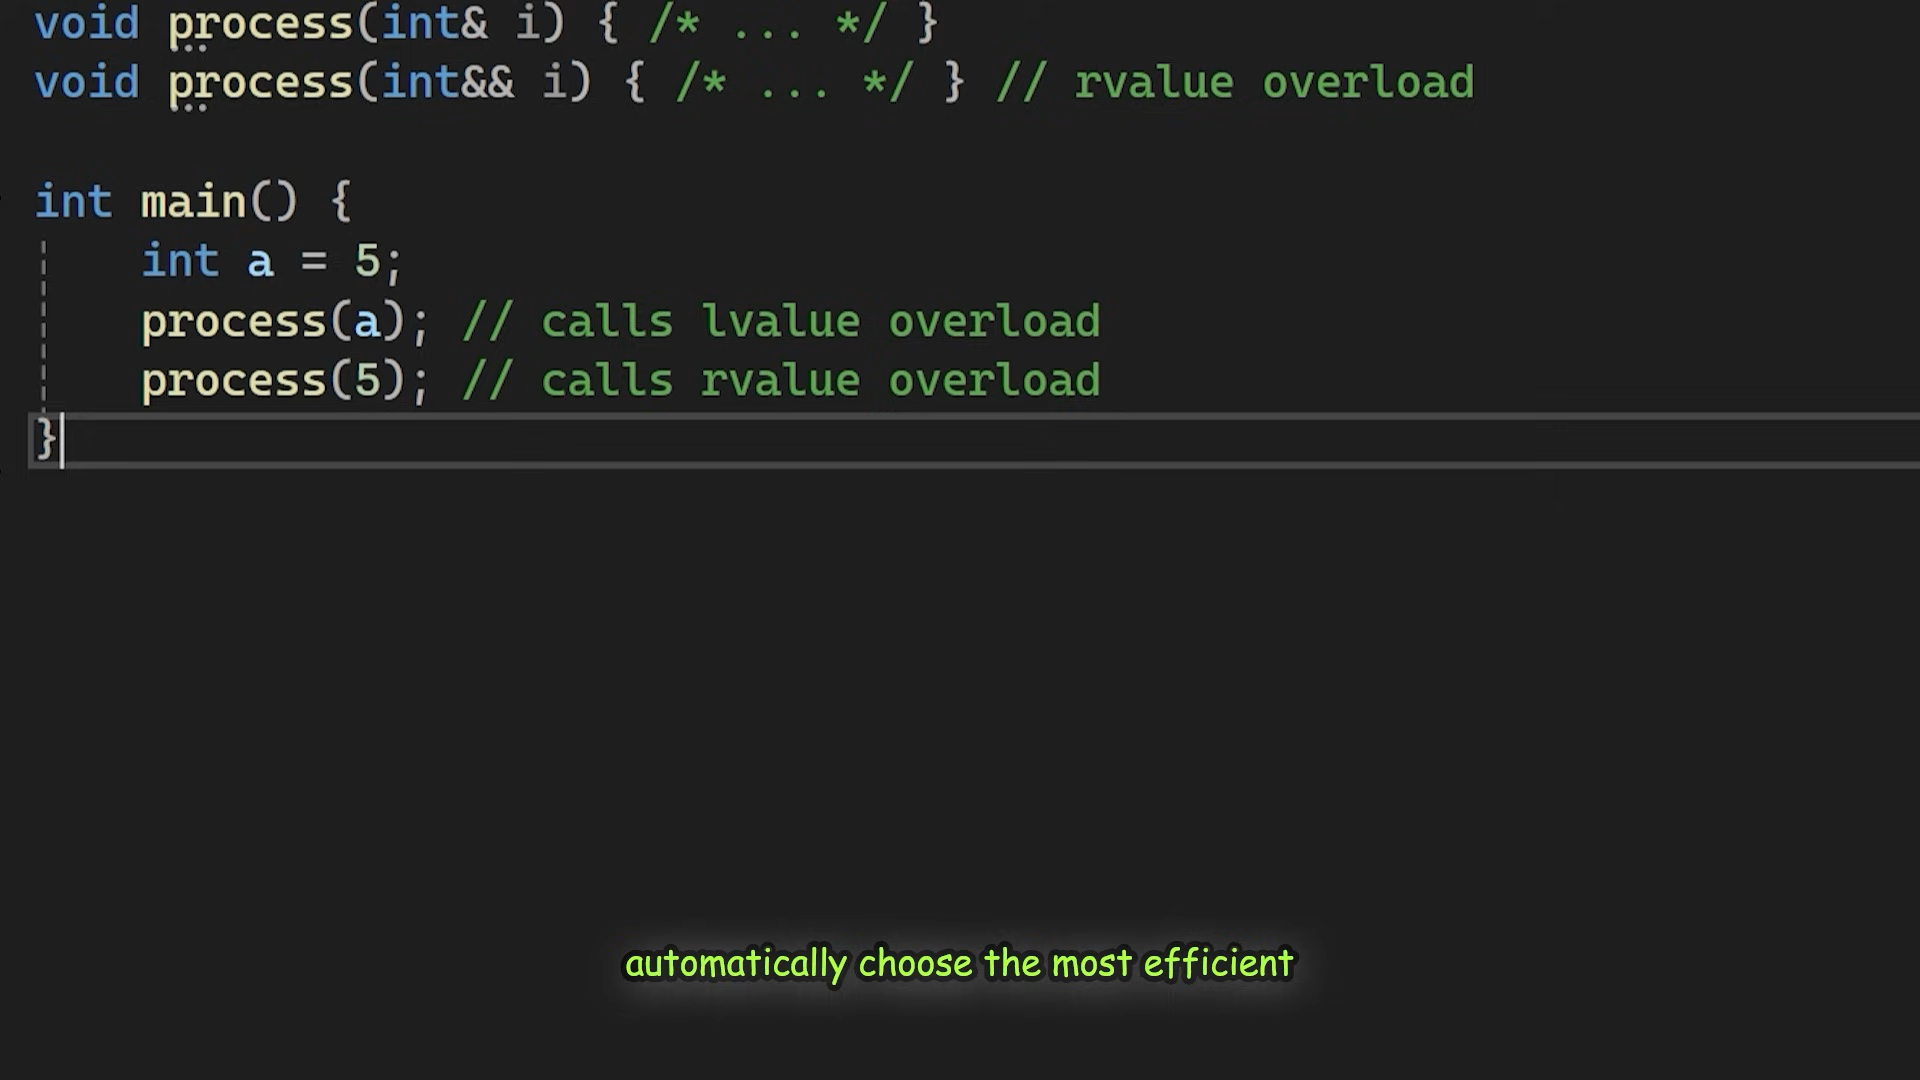 void process(int& i) { /* ... */ }
void process(int&& i) { /* ... */ } // rvalue overload
int main() {
    int a = 5;
    process(a); // calls lvalue overload
    process(5); // calls rvalue overload
}
automatically choose the most efficient